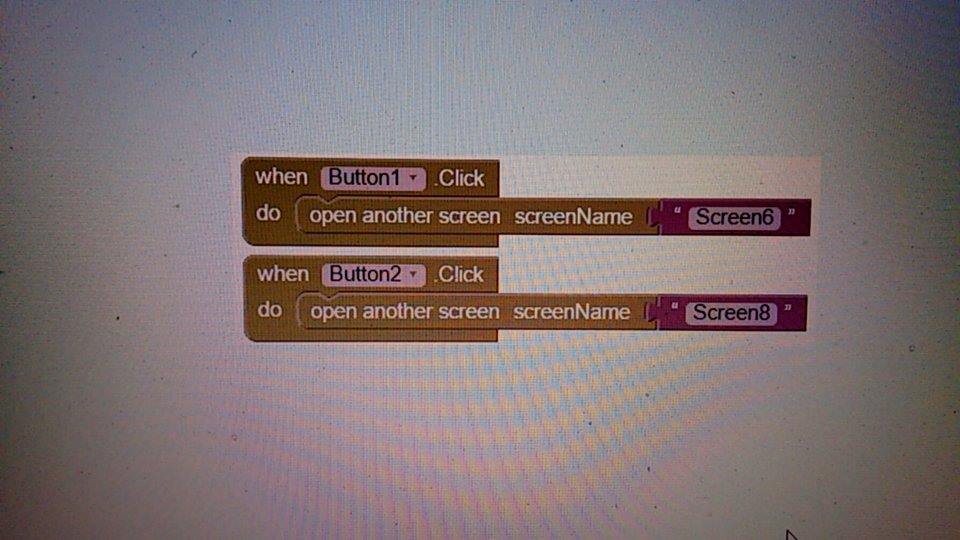 when Button1 .Click
do open another screen screenName “ Screen6 ”
when Button2 .Click
do open another screen screenName “ Screen8 ”